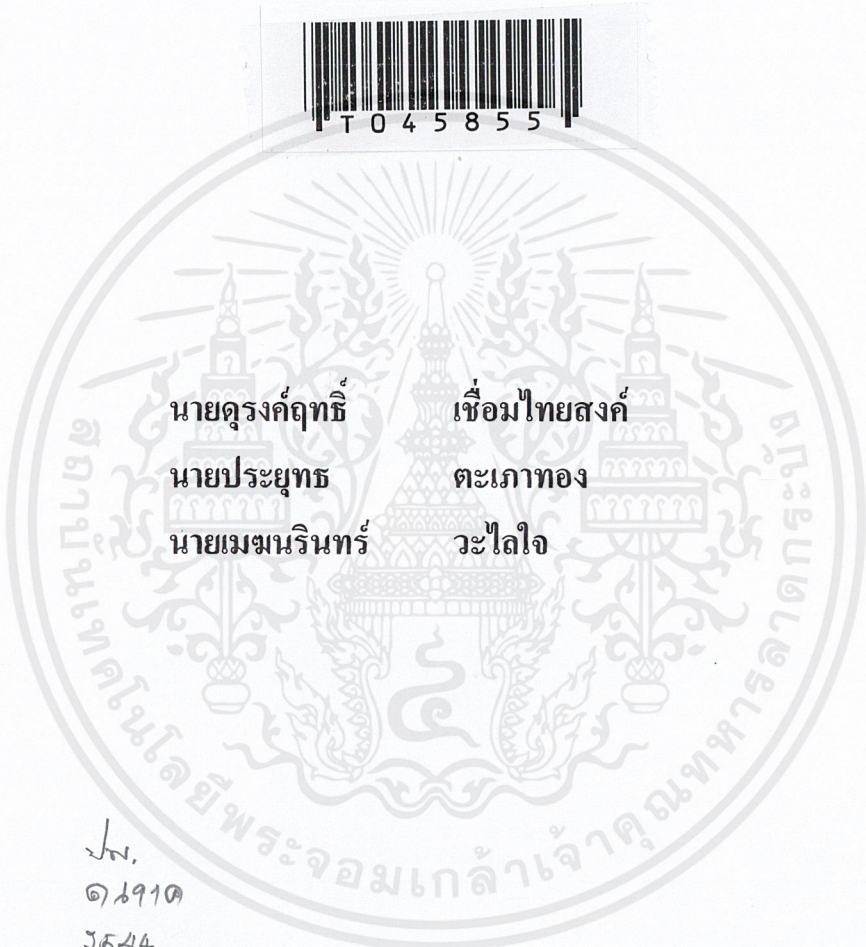 T045855
นายดุรงค์ฤทธิ์ เชื่อมไทยสงค์
นายประยุทธ ตะเภาทอง
นายเมฆนรินทร์ วะไลใจ
สถาบันเทคโนโลยีพระจอมเกล้าเจ้าคุณทหารลาดกระบัง
ปพ.
2544